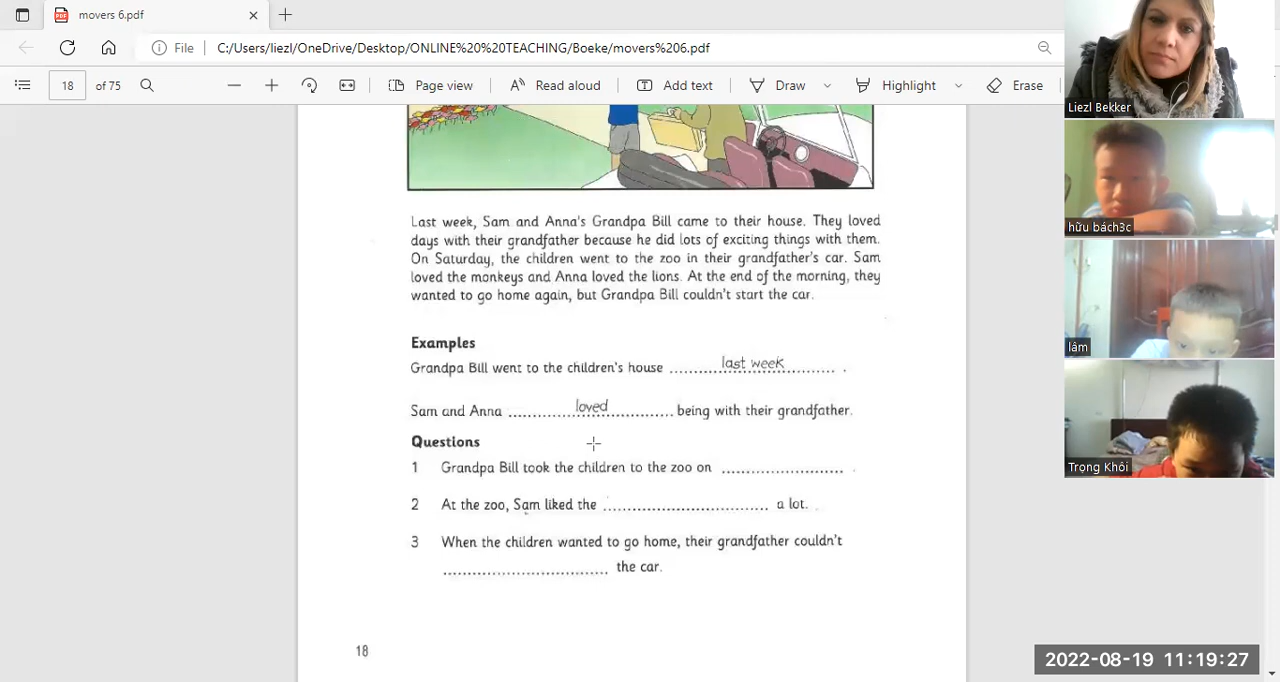 movers 6.pdf
File
C:/Users/liezl/OneDrive/Desktop/ONLINE%20%20TEACHING/Boeke/movers%206.pdf
18
of 75
Page view
Read aloud
Add text
Draw
Highlight
Erase
Last week, Sam and Anna's Grandpa Bill came to their house. They loved
days with their grandfather because he did lots of exciting things with them.
On Saturday, the children went to the zoo in their grandfather's car. Sam
loved the monkeys and Anna loved the lions. At the end of the morning, they
wanted to go home again, but Grandpa Bill couldn't start the car.
Examples
Grandpa Bill went to the children's house ........last week........ .
Sam and Anna ........loved........ being with their grandfather.
Questions
1 Grandpa Bill took the children to the zoo on ........................ .
2 At the zoo, Sam liked the ................................ a lot.
3 When the children wanted to go home, their grandfather couldn't
................................ the car.
18
Liezl Bekker
hữu bách3c
lâm
Trọng Khôi
2022-08-19 11:19:27